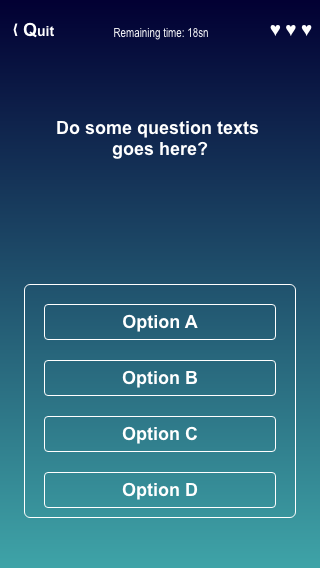 ⟨ Quit
Remaining time: 18sn
♥ ♥ ♥
Do some question texts
goes here?
Option A
Option B
Option C
Option D